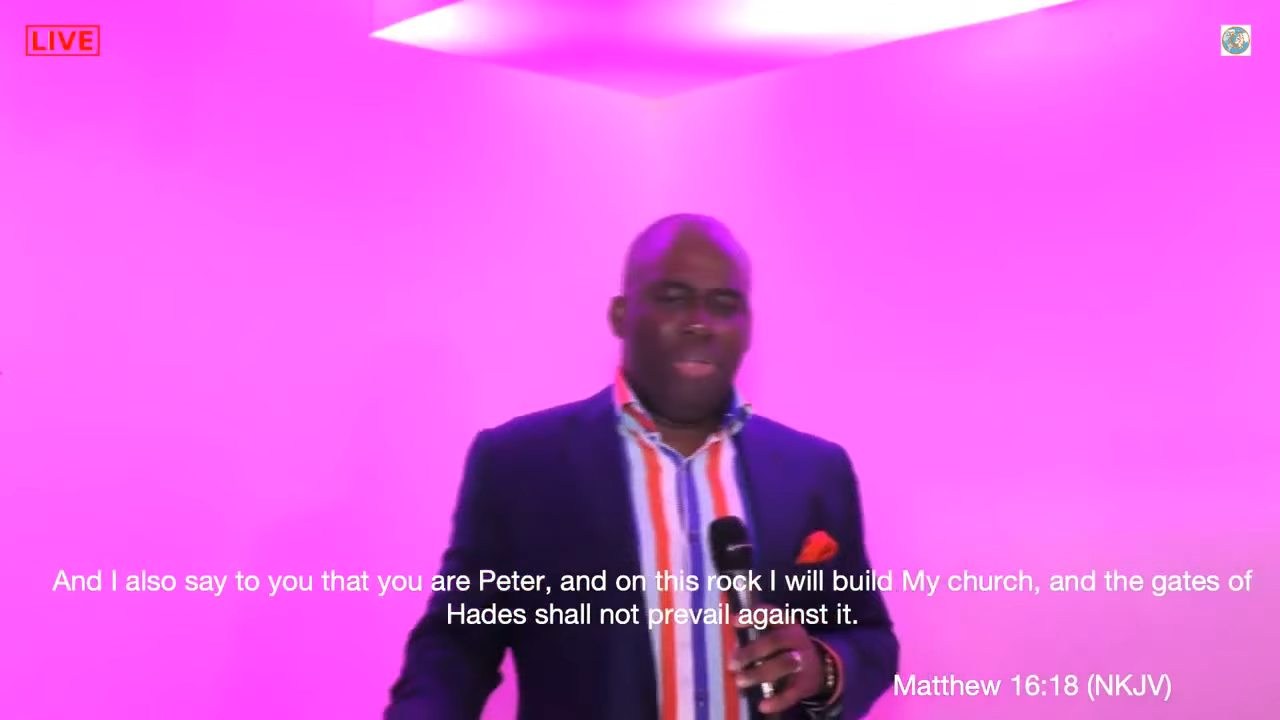 LIVE
And I also say to you that you are Peter, and on this rock I will build My church, and the gates of
Hades shall not prevail against it.
Matthew 16:18 (NKJV)